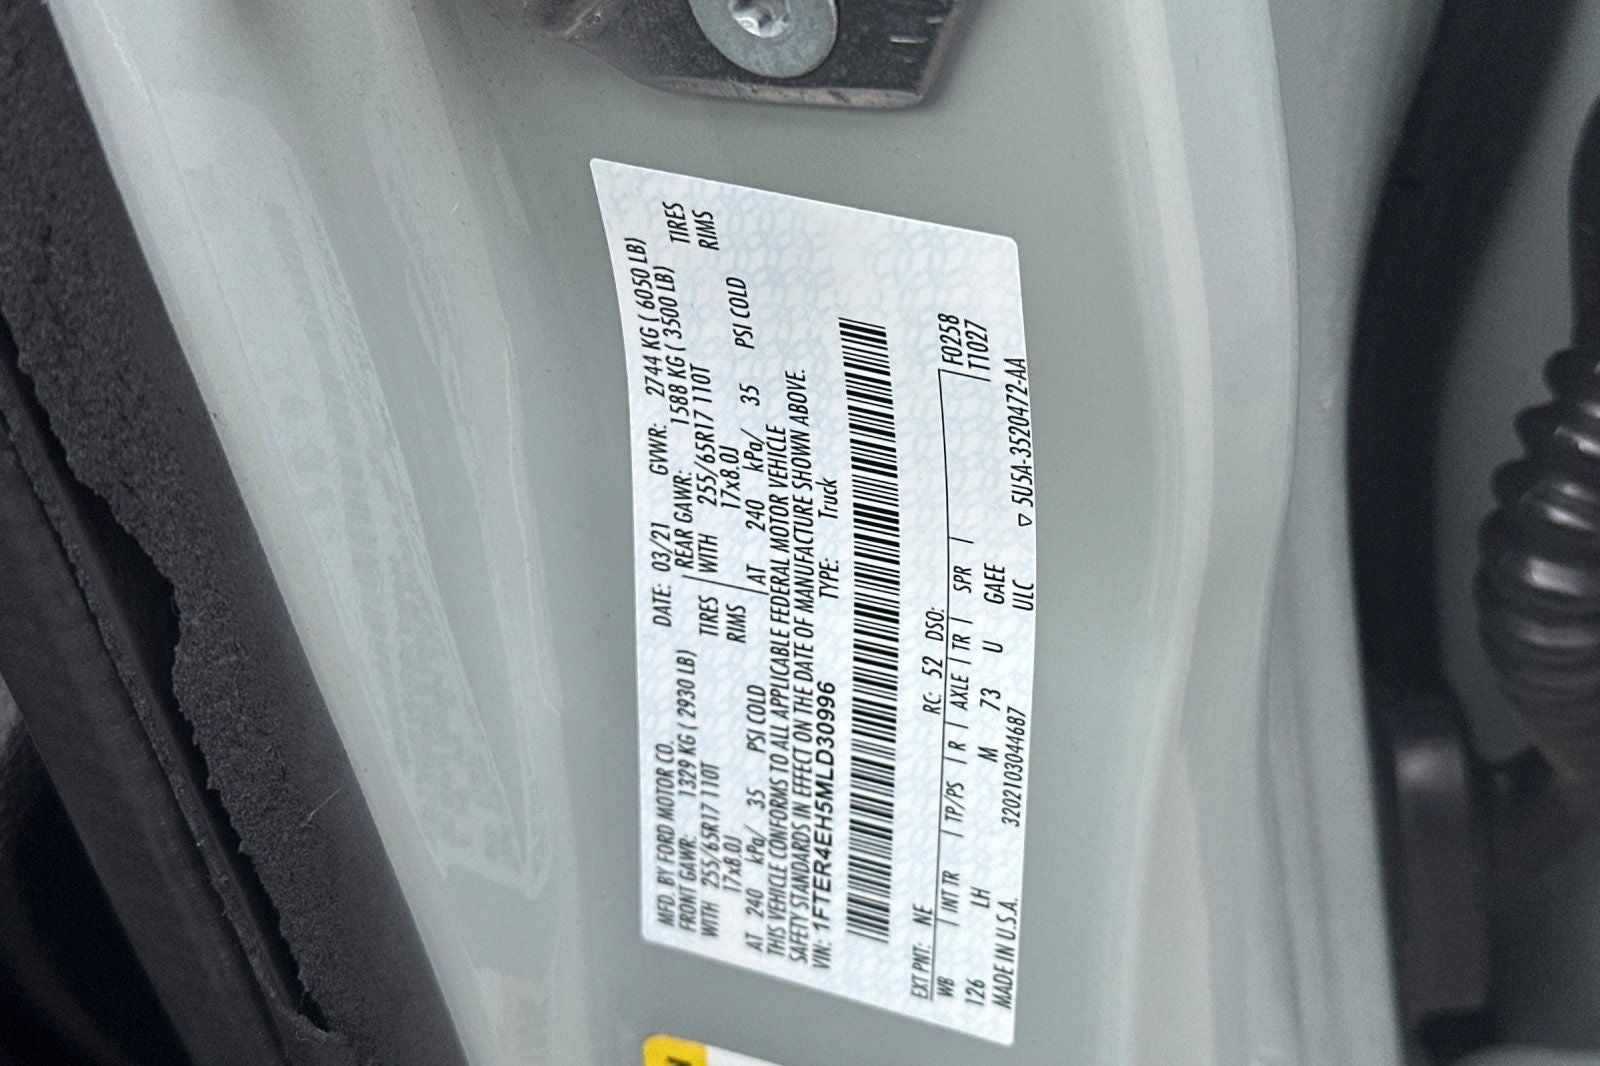 MFD. BY FORD MOTOR CO. DATE: 03/21 GVWR: 2744 KG ( 6050 LB)
FRONT GAWR: 1329 KG ( 2930 LB) REAR GAWR: 1588 KG ( 3500 LB)
WITH 255/65R17 110T TIRES WITH 255/65R17 110T TIRES
17x8.0J RIMS 17x8.0J RIMS
AT 240 kPa/ 35 PSI COLD AT 240 kPa/ 35 PSI COLD
THIS VEHICLE CONFORMS TO ALL APPLICABLE FEDERAL MOTOR VEHICLE
SAFETY STANDARDS IN EFFECT ON THE DATE OF MANUFACTURE SHOWN ABOVE.
VIN: 1FTER4EH5MLD30996 TYPE: Truck
F0258
T1027
EXT PNT: NE RC: 52 DSO:
WB INT TR TP/PS R AXLE TR SPR
126 LH M 73 U GAEE
MADE IN U.S.A. 3202103044687 ULC ▽ 5U5A-3520472-AA